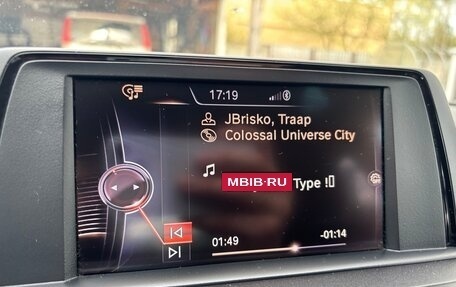 17:19
JBrisko, Traap
Colossal Universe City
MBIB-RU
Type !▯
01:49
-01:14